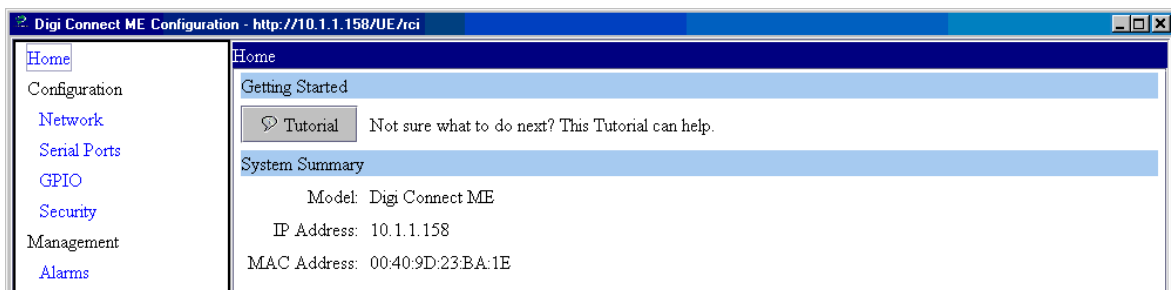 Digi Connect ME Configuration - http://10.1.1.158/UE/rci
Home
Configuration
Network
Serial Ports
GPIO
Security
Management
Alarms
Home
Getting Started
Tutorial Not sure what to do next? This Tutorial can help.
System Summary
Model: Digi Connect ME
IP Address: 10.1.1.158
MAC Address: 00:40:9D:23:BA:1E